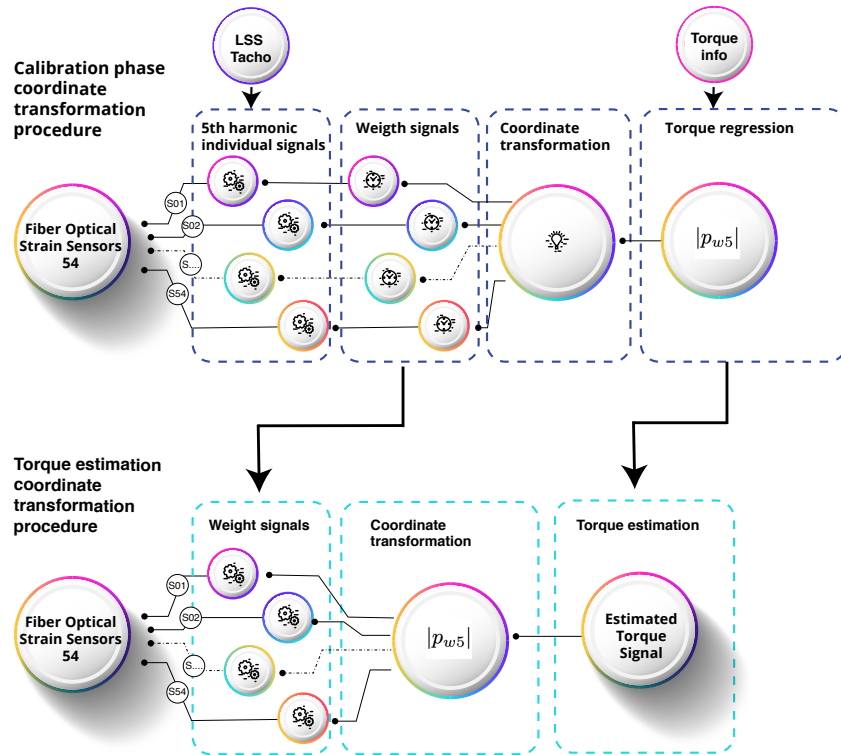 LSS
Tacho
Torque
info
Calibration phase
coordinate
transformation
procedure
5th harmonic
individual signals
Weigth signals
Coordinate
transformation
Torque regression
S01
S02
S....
S54
Fiber Optical
Strain Sensors
54
|p_{w5}|
Torque estimation
coordinate
transformation
procedure
Weight signals
Coordinate
transformation
Torque estimation
S01
S02
S....
S54
Fiber Optical
Strain Sensors
54
|p_{w5}|
Estimated
Torque
Signal